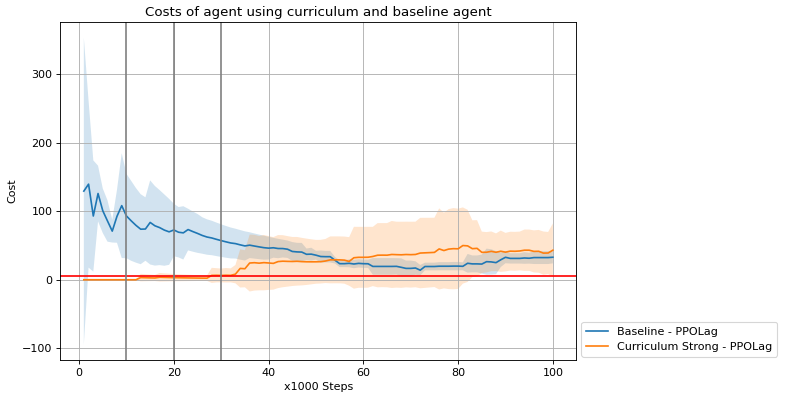 Costs of agent using curriculum and baseline agent
Cost
300
200
100
0
−100
0 20 40 60 80 100
x1000 Steps
Baseline - PPOLag
Curriculum Strong - PPOLag